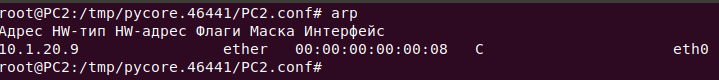 root@PC2:/tmp/pycore.46441/PC2.conf# arp
Адрес HW-тип HW-адрес Флаги Маска Интерфейс
10.1.20.9 ether 00:00:00:00:00:08 C eth0
root@PC2:/tmp/pycore.46441/PC2.conf#